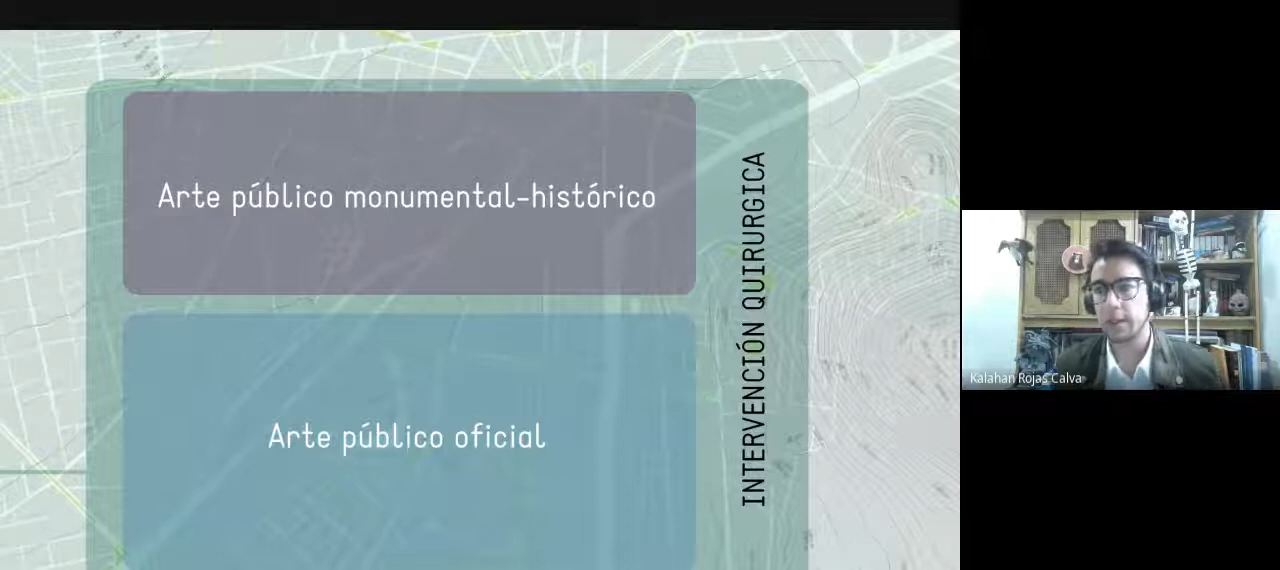 Arte público monumental-histórico
INTERVENCIÓN QUIRURGICA
Arte público oficial
Kalahan Rojas Calva